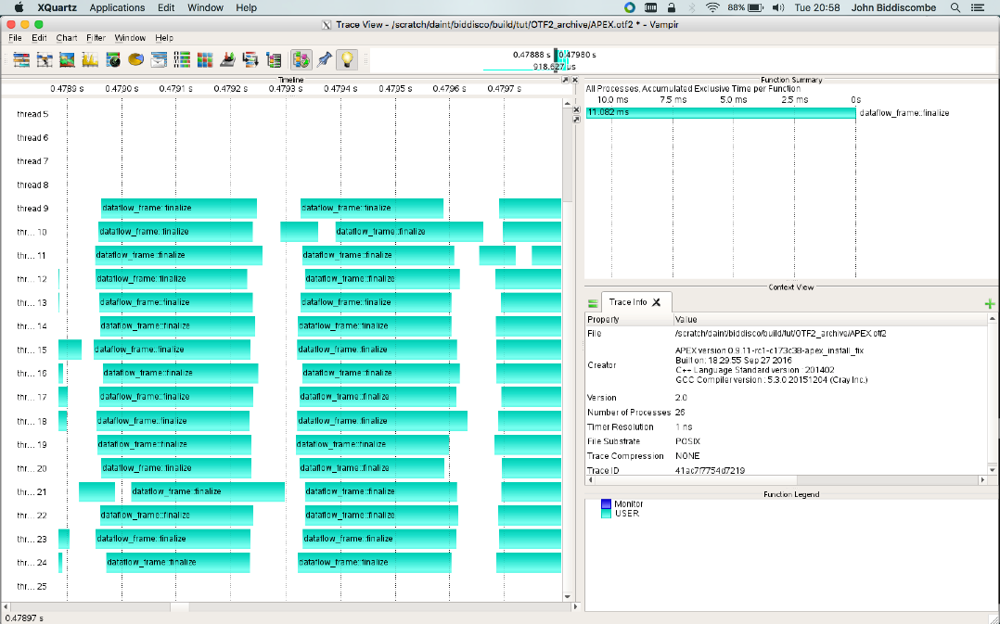 XQuartz Applications Edit Window Help 88% Tue 20:58 John Biddiscombe
Trace View - /scratch/daint/biddisco/build/tut/OTF2_archive/APEX.otf2 * - Vampir
File Edit Chart Filter Window Help
0.47888 s 0.47980 s
918.627 us
Timeline
0.4789 s 0.4790 s 0.4791 s 0.4792 s 0.4793 s 0.4794 s 0.4795 s 0.4796 s 0.4797 s
thread 5
thread 6
thread 7
thread 8
thread 9 dataflow_frame::finalize dataflow_frame::finalize
thr... 10 dataflow_frame::finalize dataflow_frame::finalize
thr... 11 dataflow_frame::finalize dataflow_frame::finalize
thr... 12 dataflow_frame::finalize dataflow_frame::finalize
thr... 13 dataflow_frame::finalize dataflow_frame::finalize
thr... 14 dataflow_frame::finalize dataflow_frame::finalize
thr... 15 dataflow_frame::finalize dataflow_frame::finalize
thr... 16 dataflow_frame::finalize dataflow_frame::finalize
thr... 17 dataflow_frame::finalize dataflow_frame::finalize
thr... 18 dataflow_frame::finalize dataflow_frame::finalize
thr... 19 dataflow_frame::finalize dataflow_frame::finalize
thr... 20 dataflow_frame::finalize dataflow_frame::finalize
thr... 21 dataflow_frame::finalize dataflow_frame::finalize
thr... 22 dataflow_frame::finalize dataflow_frame::finalize
thr... 23 dataflow_frame::finalize dataflow_frame::finalize
thr... 24 dataflow_frame::finalize dataflow_frame::finalize
thr... 25
Function Summary
All Processes, Accumulated Exclusive Time per Function
10.0 ms 7.5 ms 5.0 ms 2.5 ms 0s
11.082 ms dataflow_frame::finalize
Context View
Trace Info
Property Value
File /scratch/daint/biddisco/build/tut/OTF2_archive/APEX.otf2
Creator
APEX version 0.9.11-rc1-c173c38-apex_install_fix
Built on: 18:29:55 Sep 27 2016
C++ Language Standard version : 201402
GCC Compiler version : 5.3.0 20151204 (Cray Inc.)
Version 2.0
Number of Processes 26
Timer Resolution 1 ns
File Substrate POSIX
Trace Compression NONE
Trace ID 41ac7f7754d7219
Function Legend
Monitor
USER
0.47897 s